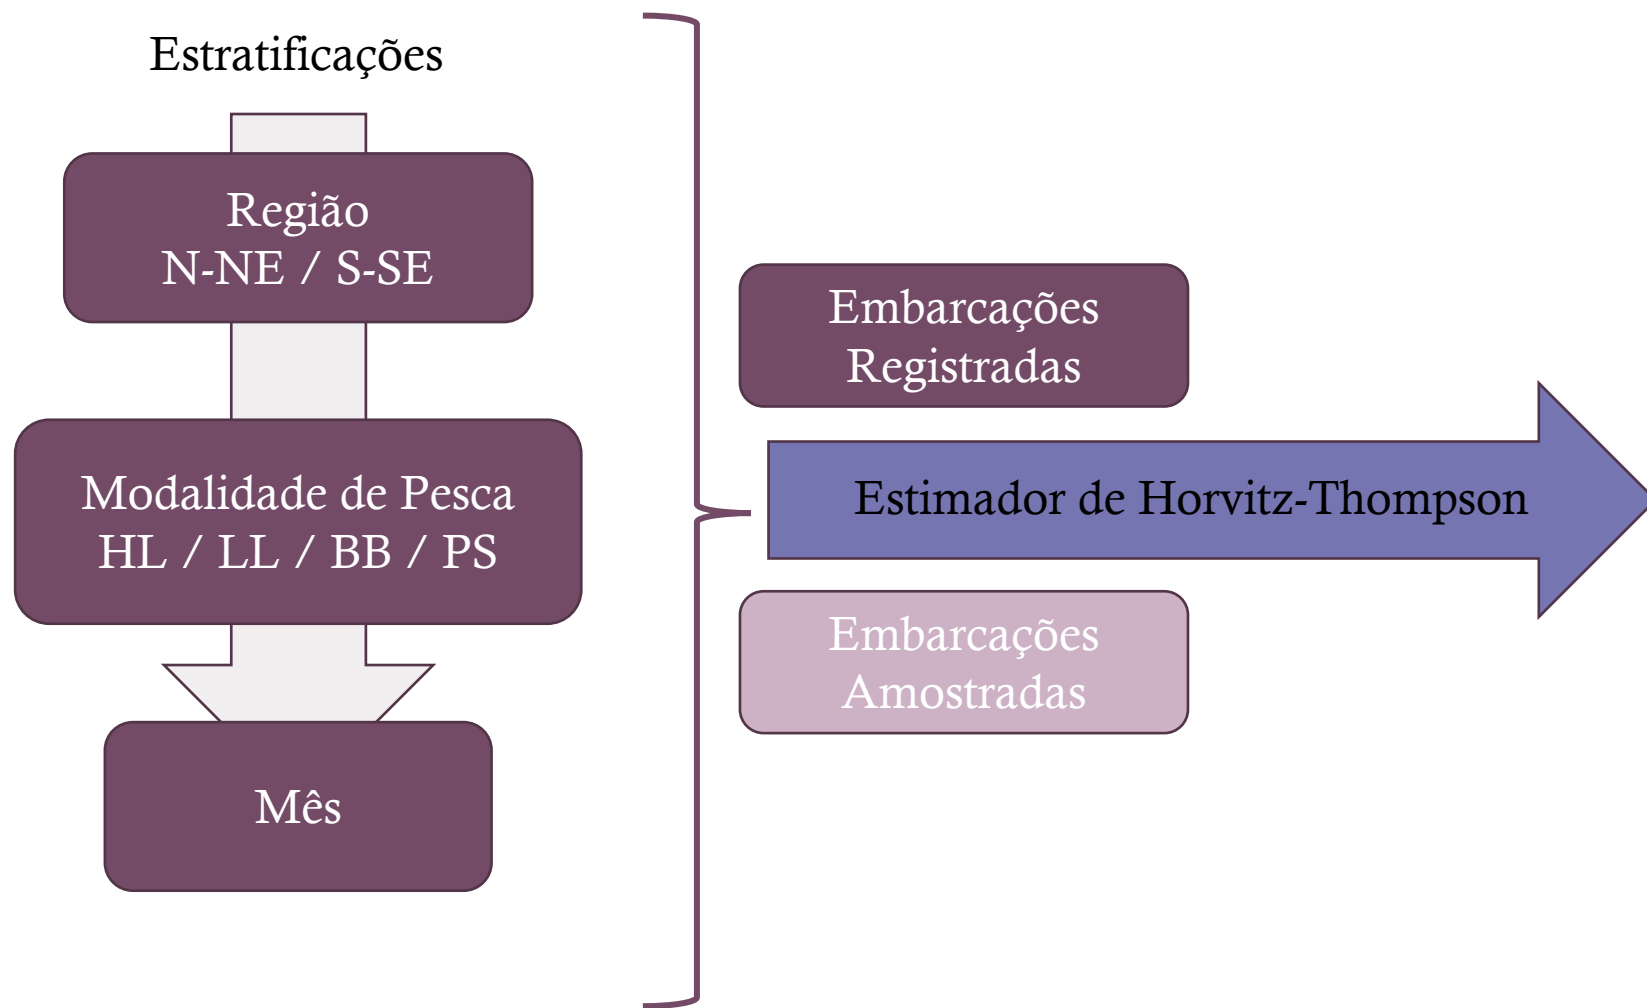 Estratificações
Região
N-NE / S-SE
Modalidade de Pesca
HL / LL / BB / PS
Mês
Embarcações
Registradas
Estimador de Horvitz-Thompson
Embarcações
Amostradas